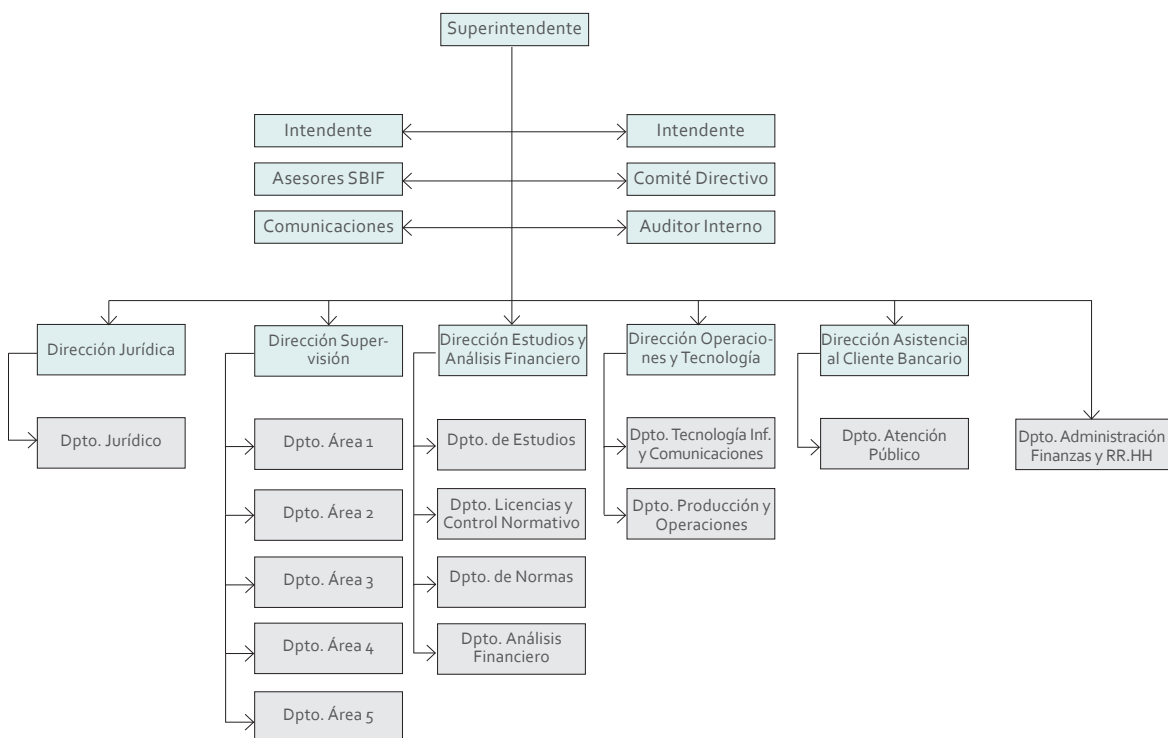 Superintendente
Intendente
Intendente
Asesores SBIF
Comité Directivo
Comunicaciones
Auditor Interno
Dirección Jurídica
Dirección Super-
visión
Dirección Estudios y
Análisis Financiero
Dirección Operacio-
nes y Tecnología
Dirección Asistencia
al Cliente Bancario
Dpto. Jurídico
Dpto. Área 1
Dpto. de Estudios
Dpto. Tecnología Inf.
y Comunicaciones
Dpto. Atención
Público
Dpto. Administración
Finanzas y RR.HH
Dpto. Área 2
Dpto. Licencias y
Control Normativo
Dpto. Producción y
Operaciones
Dpto. Área 3
Dpto. de Normas
Dpto. Área 4
Dpto. Análisis
Financiero
Dpto. Área 5